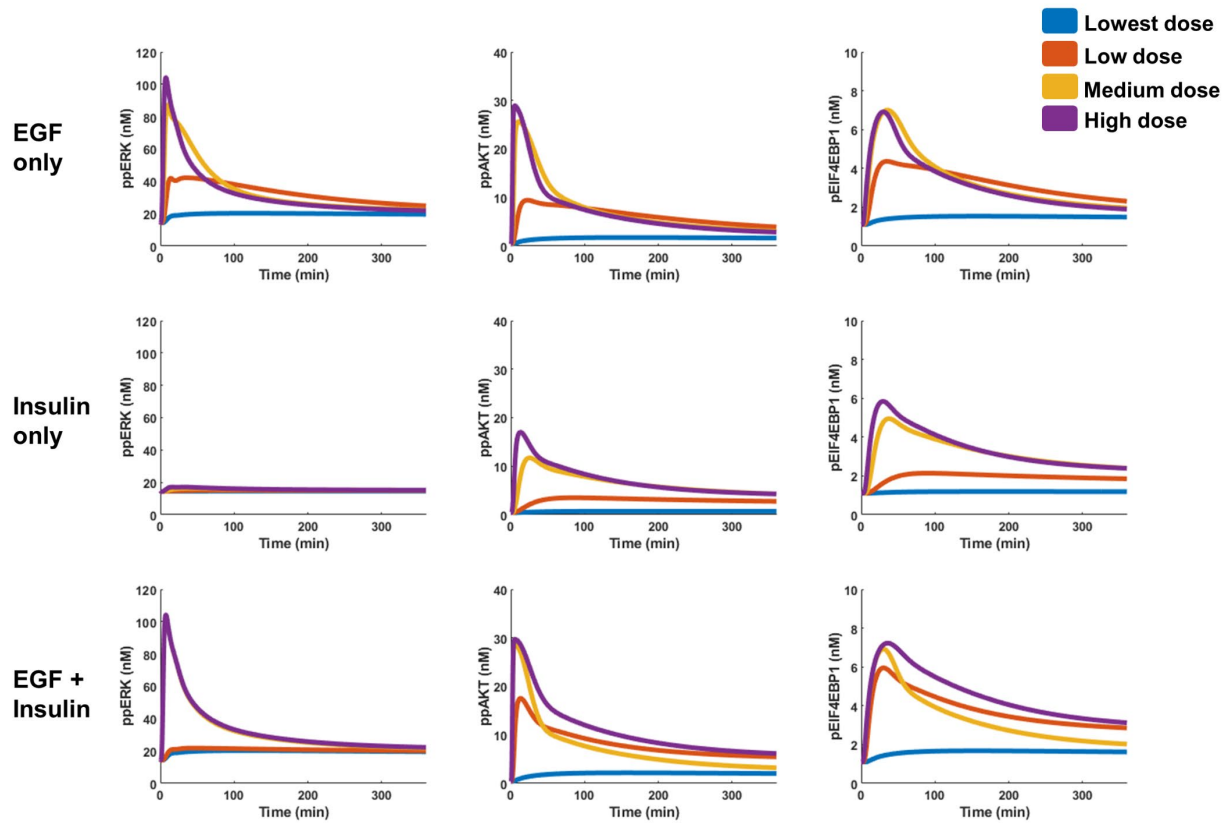 Lowest dose
Low dose
Medium dose
High dose
EGF
only
120
100
80
60
40
20
0
ppERK (nM)
0 100 200 300
Time (min)
40
30
20
10
0
ppAKT (nM)
0 100 200 300
Time (min)
10
8
6
4
2
0
pEIF4EBP1 (nM)
0 100 200 300
Time (min)
Insulin
only
120
100
80
60
40
20
0
ppERK (nM)
0 100 200 300
Time (min)
40
30
20
10
0
ppAKT (nM)
0 100 200 300
Time (min)
10
8
6
4
2
0
pEIF4EBP1 (nM)
0 100 200 300
Time (min)
EGF +
Insulin
120
100
80
60
40
20
0
ppERK (nM)
0 100 200 300
Time (min)
40
30
20
10
0
ppAKT (nM)
0 100 200 300
Time (min)
10
8
6
4
2
0
pEIF4EBP1 (nM)
0 100 200 300
Time (min)